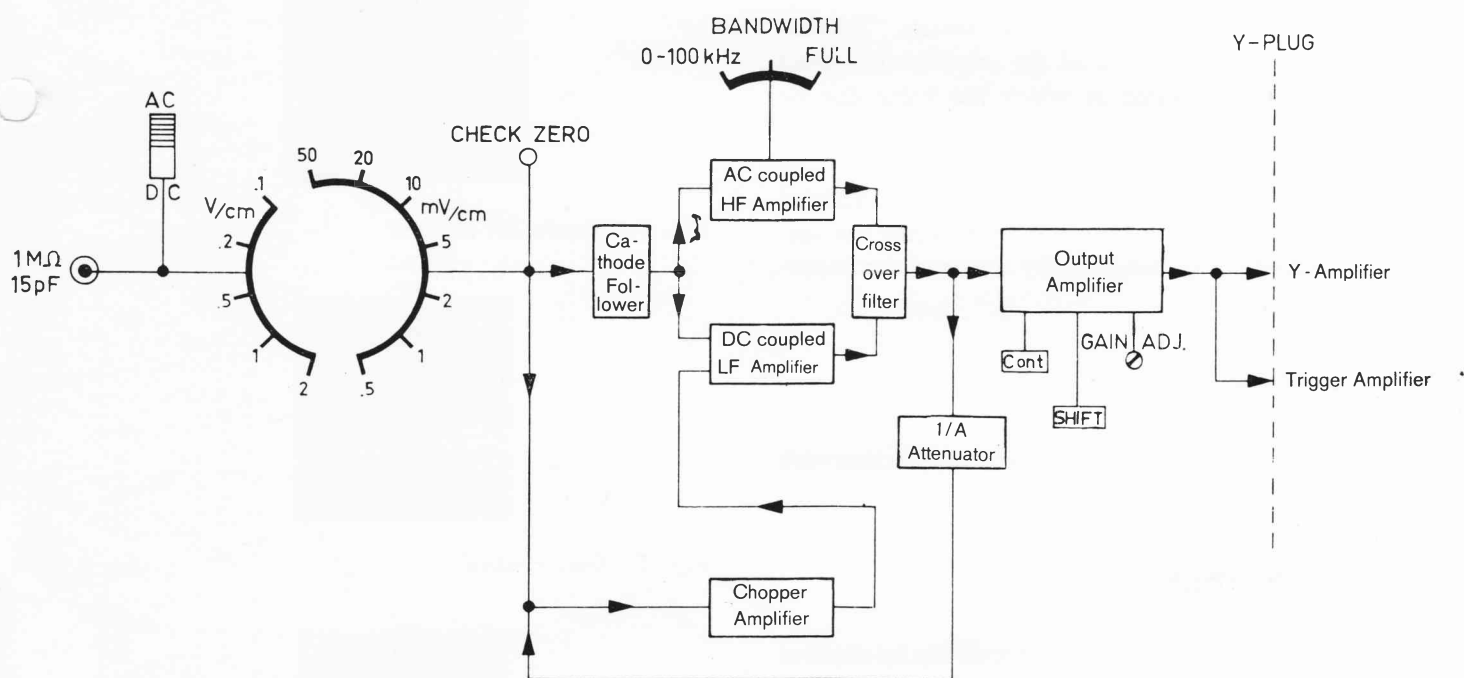 BANDWIDTH
0-100 kHz FULL
Y-PLUG
AC
DC
CHECK ZERO
1MΩ
15pF
V/cm
.1
.2
.5
1
2
50
20
10
mV/cm
5
2
1
.5
Ca-
thode
Fol-
lower
AC coupled
HF Amplifier
DC coupled
LF Amplifier
Cross
over
filter
Output
Amplifier
Cont
SHIFT
GAIN ADJ.
Y-Amplifier
Trigger Amplifier
1/A
Attenuator
Chopper
Amplifier